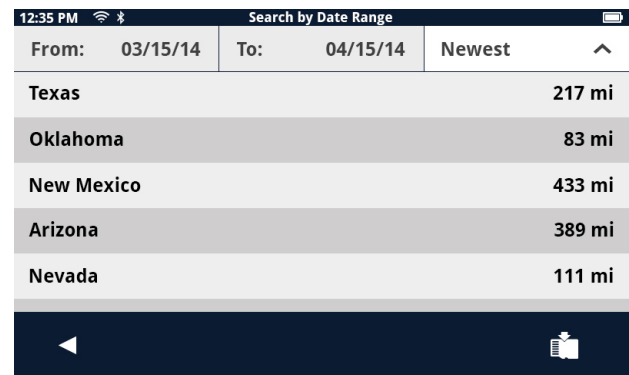 12:35 PM Search by Date Range
From: 03/15/14 To: 04/15/14 Newest
Texas 217 mi
Oklahoma 83 mi
New Mexico 433 mi
Arizona 389 mi
Nevada 111 mi